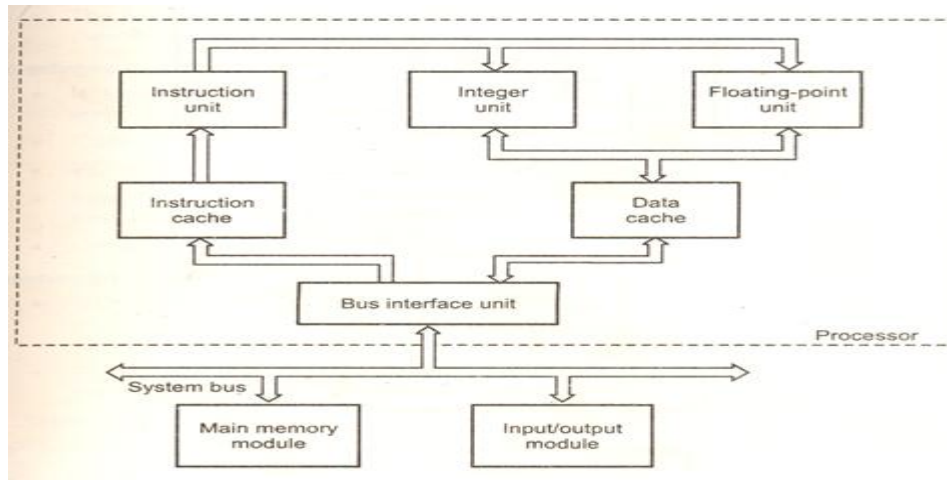 Instruction
unit
Integer
unit
Floating-point
unit
Instruction
cache
Data
cache
Bus interface unit
Processor
System bus
Main memory
module
Input/output
module